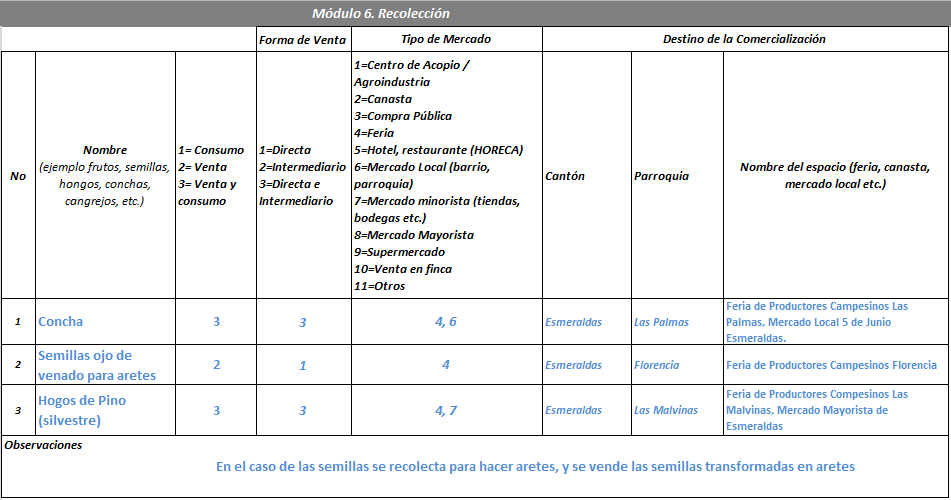 Módulo 6. Recolección
Forma de Venta
Tipo de Mercado
Destino de la Comercialización
No
Nombre
(ejemplo frutos, semillas,
hongos, conchas,
cangrejos, etc.)
1= Consumo
2= Venta
3= Venta y
consumo
1=Directa
2=Intermediario
3=Directa e
Intermediario
1=Centro de Acopio /
Agroindustria
2=Canasta
3=Compra Pública
4=Feria
5=Hotel, restaurante (HORECA)
6=Mercado Local (barrio,
parroquia)
7=Mercado minorista (tiendas,
bodegas etc.)
8=Mercado Mayorista
9=Supermercado
10=Venta en finca
11=Otros
Cantón
Parroquia
Nombre del espacio (feria, canasta,
mercado local etc.)
1
Concha
3
3
4, 6
Esmeraldas
Las Palmas
Feria de Productores Campesinos Las
Palmas, Mercado Local 5 de Junio
Esmeraldas.
2
Semillas ojo de
venado para aretes
2
1
4
Esmeraldas
Florencia
Feria de Productores Campesinos Florencia
3
Hogos de Pino
(silvestre)
3
3
4, 7
Esmeraldas
Las Malvinas
Feria de Productores Campesinos Las
Malvinas, Mercado Mayorista de
Esmeraldas
Observaciones
En el caso de las semillas se recolecta para hacer aretes, y se vende las semillas transformadas en aretes